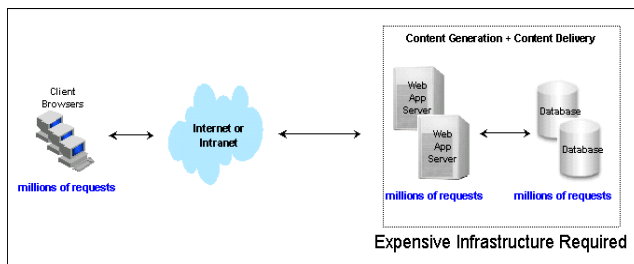 Content Generation + Content Delivery
Client
Browsers
Internet or
Intranet
Web
App
Server
Web
App
Server
Database
Database
millions of requests
millions of requests
millions of requests
Expensive Infrastructure Required